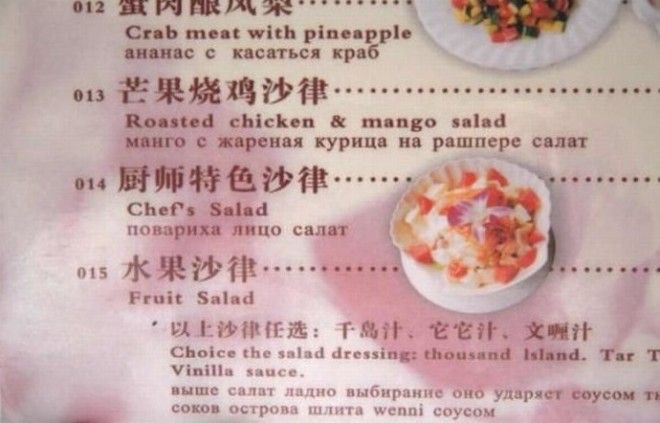 012 蟹肉酿凤梨
Crab meat with pineapple
ананас с касаться краб
013 芒果烧鸡沙律
Roasted chicken & mango salad
манго с жареная курица на рашпере салат
014 厨师特色沙律
Chef's Salad
повариха лицо салат
015 水果沙律
Fruit Salad
以上沙律任选：千岛汁、它它汁、文喱汁
Choice the salad dressing: thousand Island. Tar T
Vinilla sauce.
выше салат ладно выбирание оно ударяет соусом ты
соков острова шлита wenni соусом